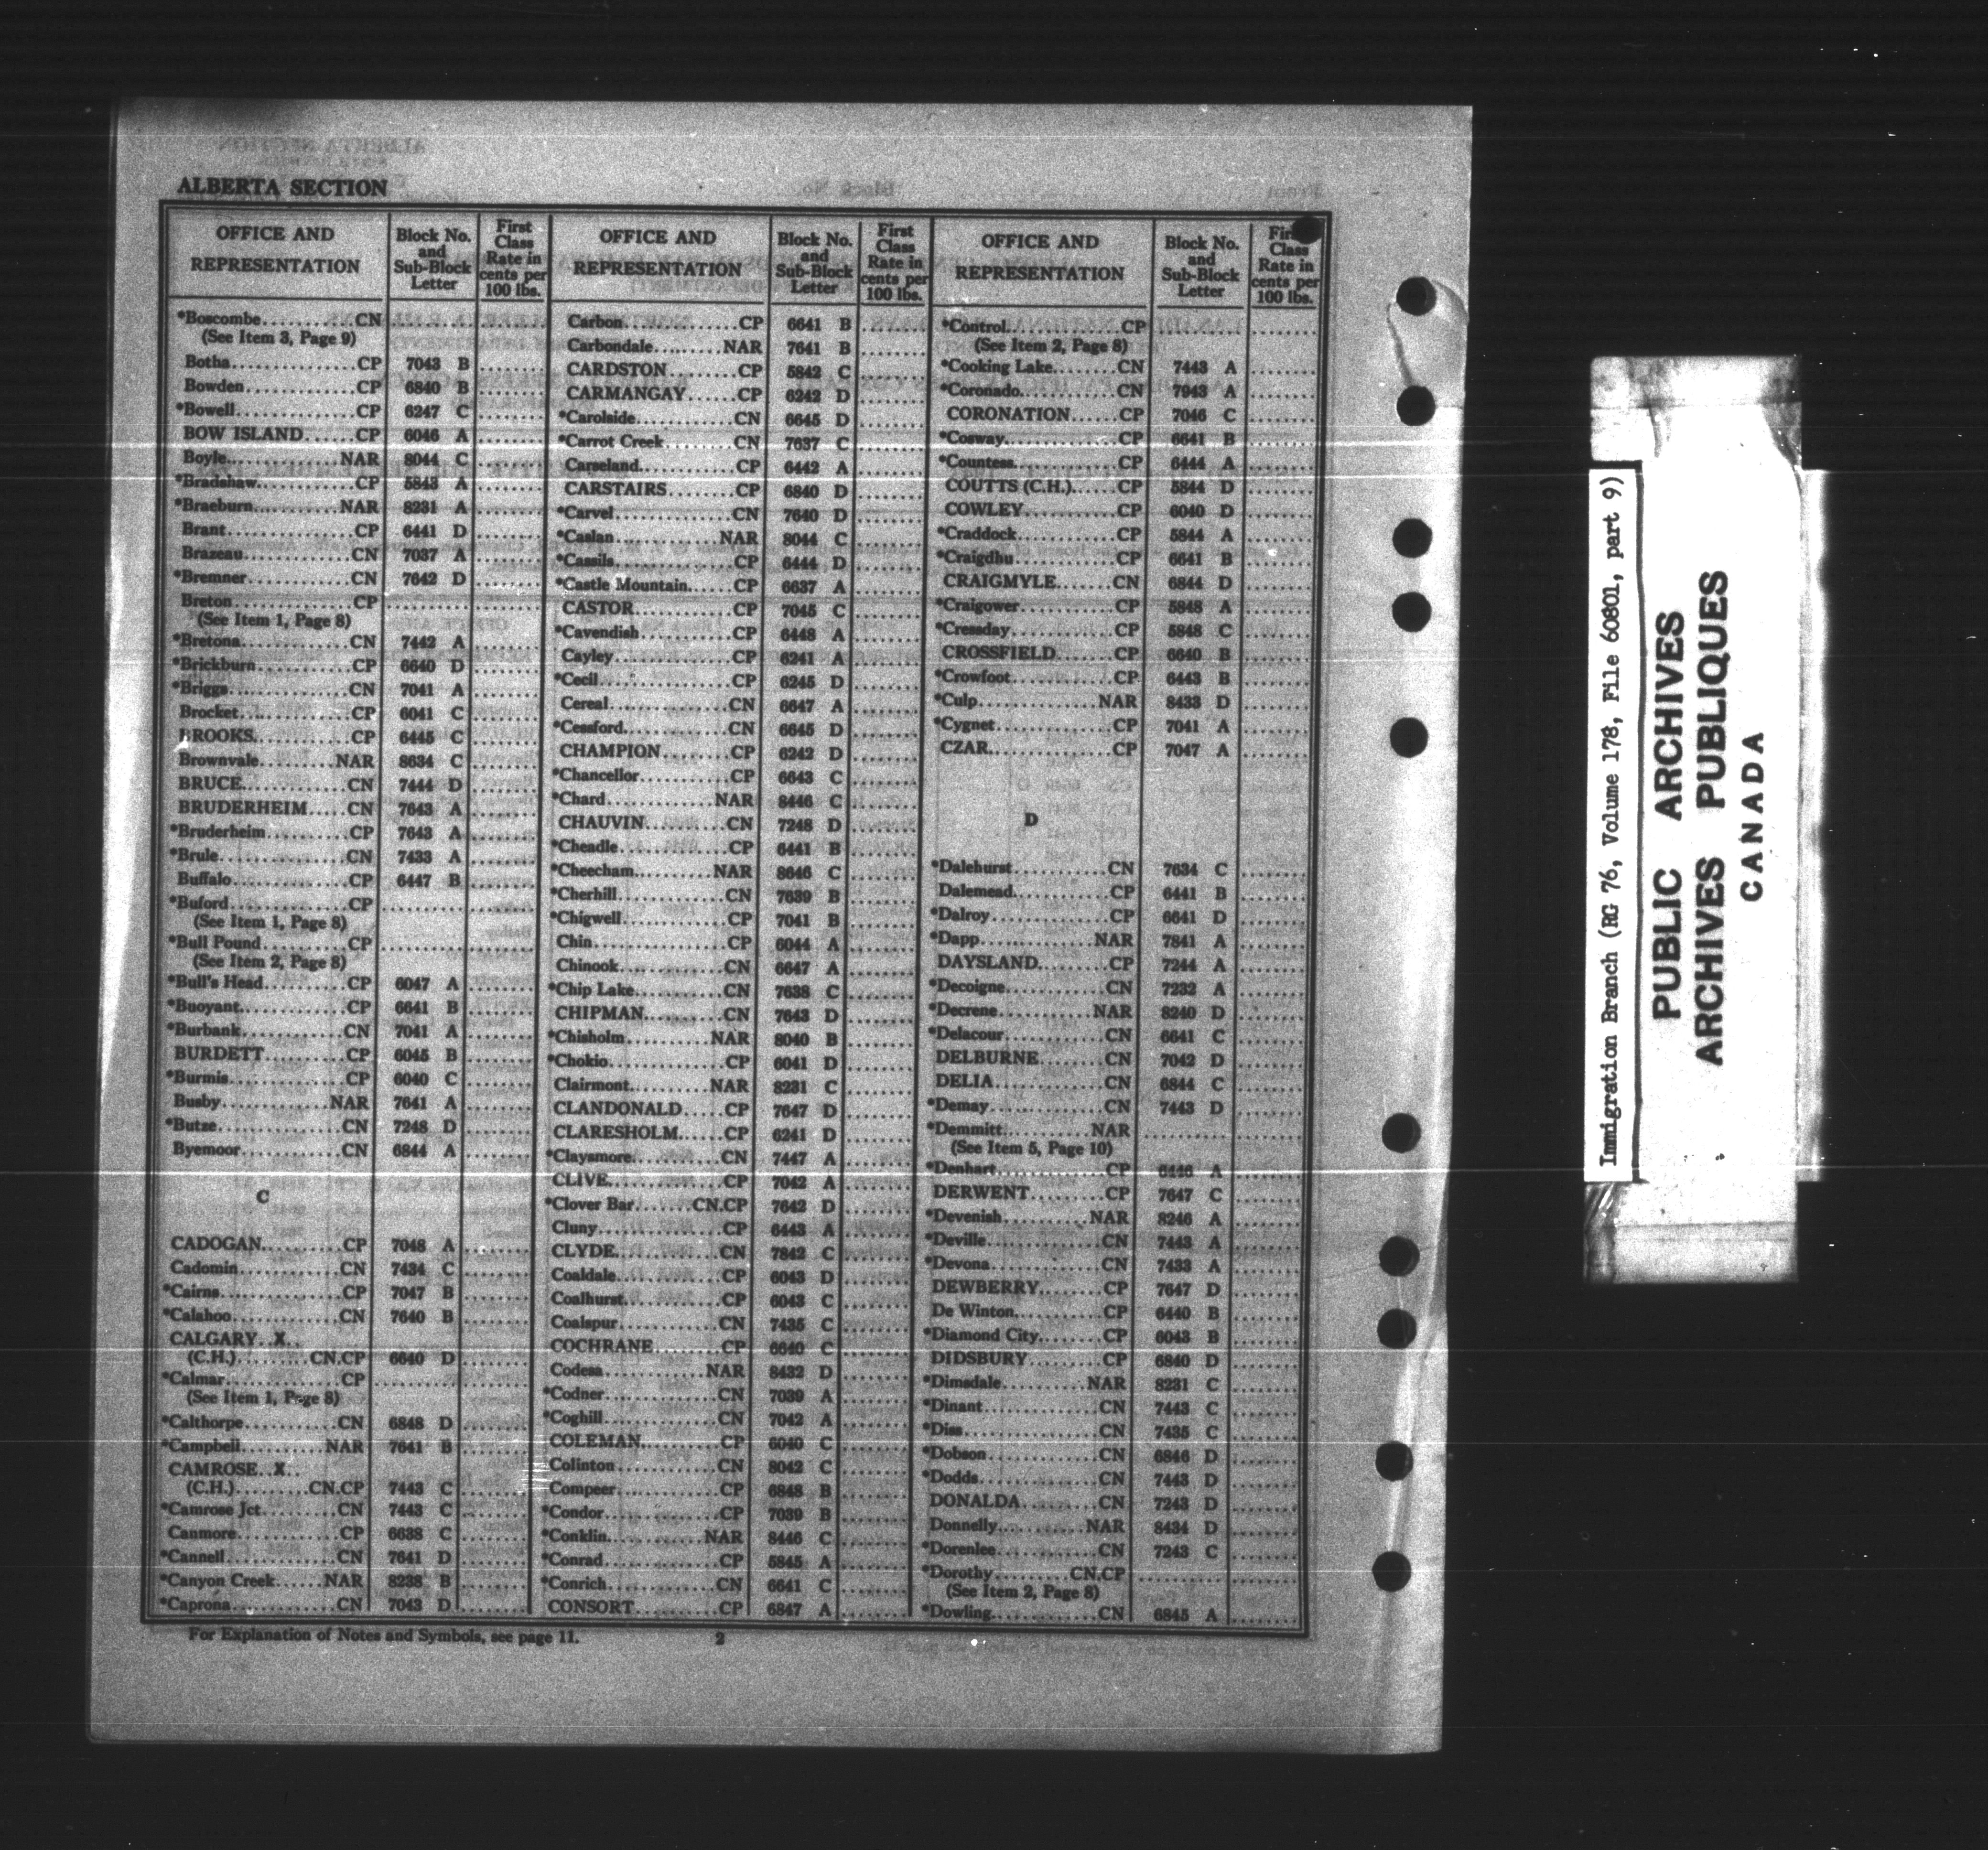 ALBERTA SECTION
OFFICE AND REPRESENTATION Block No. and Sub-Block Letter First Class Rate in cents per 100 lbs.
*Boscombe..........CN
(See Item 3, Page 9)
Botha..............CP 7043 B
Bowden.............CP 6840 B
*Bowell.............CP 6247 C
BOW ISLAND......CP 6046 A
Boyle.............NAR 8044 C
*Bradshaw...........CP 5843 A
*Braeburn..........NAR 8231 A
Brant..............CP 6441 D
Brazeau............CN 7037 A
*Bremner............CN 7642 D
Breton.............CP
(See Item 1, Page 8)
*Bretona............CN 7442 A
*Brickburn..........CP 6640 D
*Briggs.............CN 7041 A
Brocket............CP 6041 C
BROOKS............CP 6445 C
Brownvale.........NAR 8634 C
BRUCE.............CN 7444 D
BRUDERHEIM.....CN 7643 A
*Bruderheim.........CP 7643 A
*Brule..............CN 7433 A
Buffalo............CP 6447 B
*Buford.............CP
(See Item 1, Page 8)
*Bull Pound.........CP
(See Item 2, Page 8)
*Bull's Head........CP 6047 A
*Buoyant............CP 6641 B
*Burbank............CN 7041 A
BURDETT..........CP 6045 B
*Burmis.............CP 6040 C
Busby.............NAR 7641 A
*Butze..............CN 7248 D
Byemoor............CN 6844 A
C
CADOGAN..........CP 7048 A
Cadomin............CN 7434 C
*Cairns.............CP 7047 B
*Calahoo............CN 7640 B
CALGARY..X..
(C.H.).........CN.CP 6640 D
*Calmar.............CP
(See Item 1, Page 8)
*Calthorpe..........CN 6848 D
*Campbell..........NAR 7641 B
CAMROSE..X..
(C.H.).........CN.CP 7443 C
*Camrose Jct........CN 7443 C
Canmore............CP 6638 C
*Cannell............CN 7641 D
*Canyon Creek......NAR 8238 B
*Caprona............CN 7043 D
OFFICE AND REPRESENTATION Block No. and Sub-Block Letter First Class Rate in cents per 100 lbs.
Carbon.............CP 6641 B
Carbondale........NAR 7641 B
CARDSTON.........CP 5842 C
CARMANGAY......CP 6242 D
*Carolside..........CN 6645 D
*Carrot Creek.......CN 7637 C
Carseland..........CP 6442 A
CARSTAIRS........CP 6840 D
*Carvel.............CN 7640 D
*Caslan............NAR 8044 C
*Cassils............CP 6444 D
*Castle Mountain....CP 6637 A
CASTOR............CP 7045 C
*Cavendish..........CP 6448 A
Cayley.............CP 6241 A
*Cecil..............CP 6245 D
Cereal.............CN 6647 A
*Cessford...........CN 6645 D
CHAMPION.........CP 6242 D
*Chancellor.........CP 6643 C
*Chard.............NAR 8446 C
CHAUVIN..........CN 7248 D
*Cheadle............CP 6441 B
*Cheecham..........NAR 8646 C
*Cherhill...........CN 7639 B
*Chigwell...........CP 7041 B
Chin...............CP 6044 A
Chinook............CN 6647 A
*Chip Lake..........CN 7638 C
CHIPMAN..........CN 7643 D
*Chisholm..........NAR 8040 B
*Chokio.............CP 6041 D
Clairmont.........NAR 8231 C
CLANDONALD.....CP 7647 D
CLARESHOLM......CP 6241 D
*Claysmore..........CN 7447 A
CLIVE.............CP 7042 A
*Clover Bar.......CN.CP 7642 D
Cluny..............CP 6443 A
CLYDE.............CN 7842 C
Coaldale...........CP 6043 D
Coalhurst..........CP 6043 C
Coalspur...........CN 7435 C
COCHRANE.........CP 6640 C
Codesa............NAR 8432 D
*Codner.............CN 7039 A
*Coghill............CN 7042 A
COLEMAN..........CP 6040 C
Colinton...........CN 8042 C
Compeer............CP 6848 B
*Condor.............CP 7039 B
*Conklin...........NAR 8446 C
*Conrad.............CP 5845 A
*Conrich............CN 6641 C
CONSORT..........CP 6847 A
OFFICE AND REPRESENTATION Block No. and Sub-Block Letter First Class Rate in cents per 100 lbs.
*Control............CP
(See Item 2, Page 8)
*Cooking Lake.......CN 7443 A
*Coronado...........CN 7943 A
CORONATION......CP 7046 C
*Cosway.............CP 6641 B
*Countess...........CP 6444 A
COUTTS (C.H.).....CP 5844 D
COWLEY...........CP 6040 D
*Craddock...........CP 5844 A
*Craigdhu...........CP 6641 B
CRAIGMYLE.......CN 6844 D
*Craigower..........CP 5848 A
*Cressday...........CP 5848 C
CROSSFIELD.......CP 6640 B
*Crowfoot...........CP 6443 B
*Culp..............NAR 8433 D
*Cygnet.............CP 7041 A
CZAR..............CP 7047 A
D
*Dalehurst..........CN 7634 C
Dalemead...........CP 6441 B
*Dalroy.............CP 6641 D
*Dapp..............NAR 7841 A
DAYSLAND.........CP 7244 A
*Decoigne...........CN 7232 A
*Decrene...........NAR 8240 D
*Delacour...........CN 6641 C
DELBURNE........CN 7042 D
DELIA.............CN 6844 C
*Demay..............CN 7443 D
*Demmitt...........NAR
(See Item 5, Page 10)
*Denhart............CP 6446 A
DERWENT.........CP 7647 C
*Devenish..........NAR 8246 A
*Deville............CN 7443 A
*Devona.............CN 7433 A
DEWBERRY........CP 7647 D
De Winton..........CP 6440 B
*Diamond City.......CP 6043 B
DIDSBURY.........CP 6840 D
*Dimsdale..........NAR 8231 C
*Dinant.............CN 7443 C
*Diss...............CN 7435 C
*Dobson.............CN 6846 D
*Dodds..............CN 7443 D
DONALDA..........CN 7243 D
Donnelly..........NAR 8434 D
*Dorenlee...........CN 7243 C
*Dorothy.........CN.CP
(See Item 2, Page 8)
*Dowling............CN 6845 A
For Explanation of Notes and Symbols, see page 11.
2
Immigration Branch (RG 76, Volume 178, File 60801, part 9)
PUBLIC ARCHIVES
ARCHIVES PUBLIQUES
CANADA